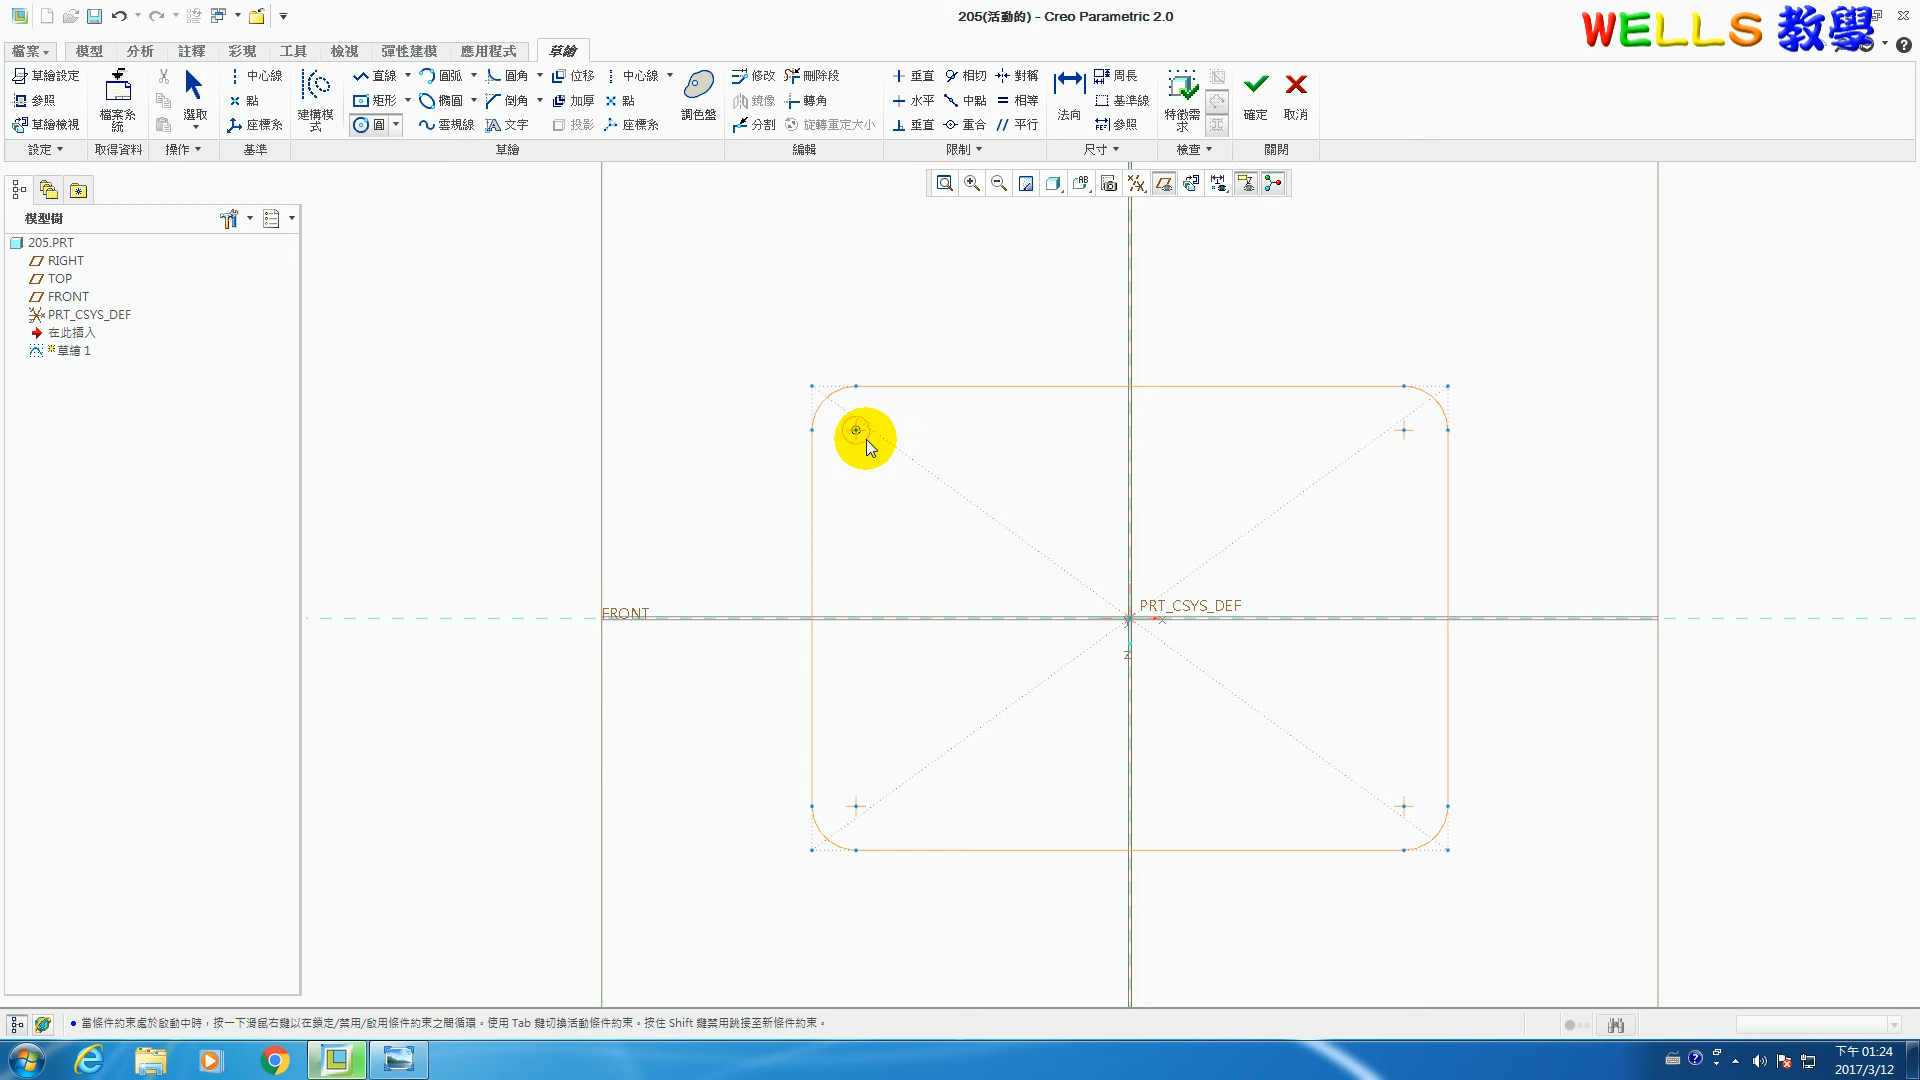 205(活動的) - Creo Parametric 2.0
WELLS 教學
檔案 模型 分析 註釋 彩現 工具 檢視 彈性建模 應用程式 草繪
草繪設定 中心線 直線 圓弧 圓角 位移 中心線 修改 刪除段 垂直 相切 對稱 周長
參照 點 矩形 橢圓 倒角 加厚 點 鏡像 轉角 水平 中點 相等 基準線
草繪檢視 座標系 圓 雲規線 文字 投影 座標系 分割 旋轉重定大小 垂直 重合 平行 參照
檔案系統 選取 建構模式 調色盤 法向 特徵需求 確定 取消
設定 取得資料 操作 基準 草繪 編輯 限制 尺寸 檢查 關閉
模型樹
205.PRT
RIGHT
TOP
FRONT
PRT_CSYS_DEF
在此插入
草繪 1
PRT_CSYS_DEF
FRONT
X
Z
當條件約束處於啟動中時，按一下滑鼠右鍵以在鎖定/禁用/啟用條件約束之間循環。使用 Tab 鍵切換活動條件約束。按住 Shift 鍵禁用跳接至新條件約束。
下午 01:24
2017/3/12